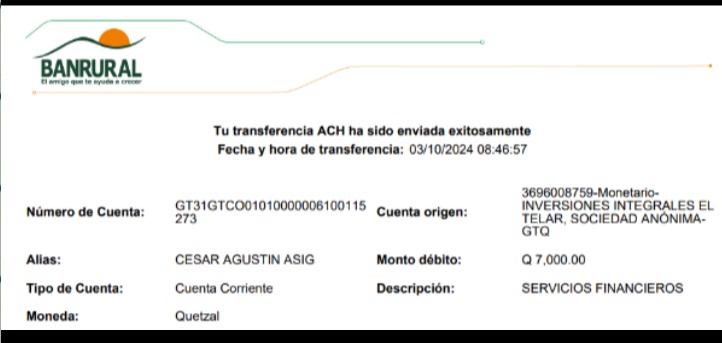 BANRURAL
El amigo que te ayuda a crecer
Tu transferencia ACH ha sido enviada exitosamente
Fecha y hora de transferencia: 03/10/2024 08:46:57
Número de Cuenta: GT31GTCO01010000006100115
273
Cuenta origen: 3696008759-Monetario-
INVERSIONES INTEGRALES EL
TELAR, SOCIEDAD ANÓNIMA-
GTQ
Alias: CESAR AGUSTIN ASIG Monto débito: Q 7,000.00
Tipo de Cuenta: Cuenta Corriente Descripción: SERVICIOS FINANCIEROS
Moneda: Quetzal